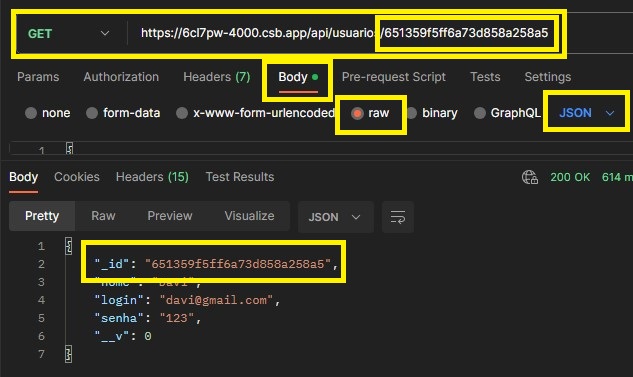 GET https://6cl7pw-4000.csb.app/api/usuarios/651359f5ff6a73d858a258a5
Params Authorization Headers (7) Body Pre-request Script Tests Settings
none form-data x-www-form-urlencoded raw binary GraphQL JSON
1 {
Body Cookies Headers (15) Test Results 200 OK 614 m
Pretty Raw Preview Visualize JSON
1 {
2 "_id": "651359f5ff6a73d858a258a5",
3 "nome": "Davi",
4 "login": "davi@gmail.com",
5 "senha": "123",
6 "__v": 0
7 }